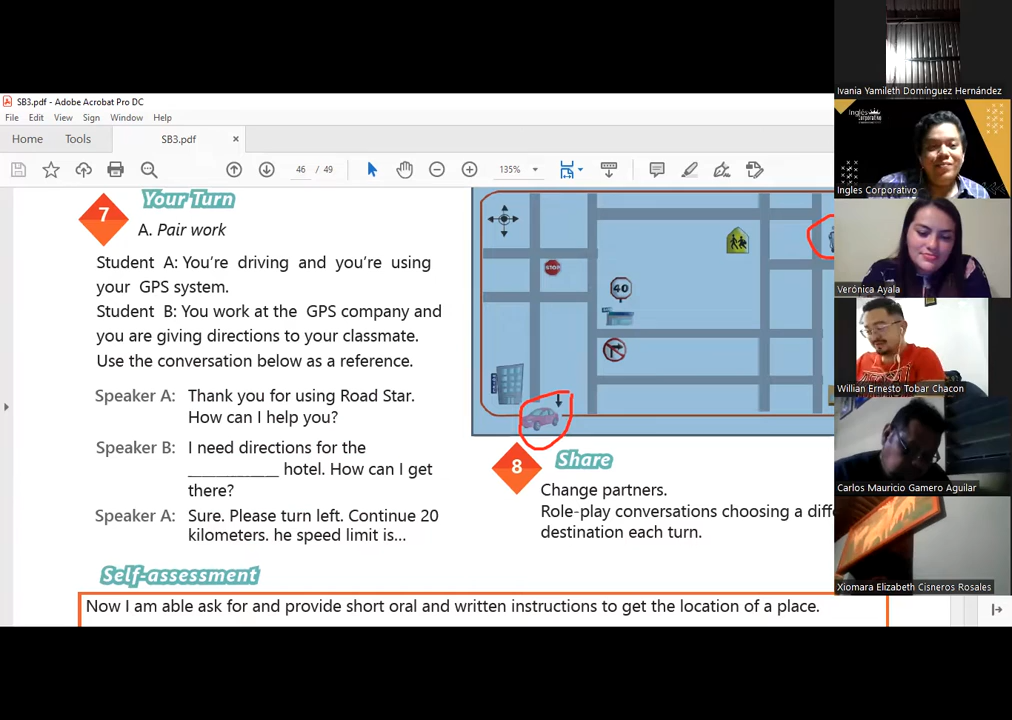 SB3.pdf - Adobe Acrobat Pro DC
File Edit View Sign Window Help
Home Tools SB3.pdf ×
46 / 49 135%
7 Your Turn
A. Pair work
Student A: You're driving and you're using
your GPS system.
Student B: You work at the GPS company and
you are giving directions to your classmate.
Use the conversation below as a reference.
Speaker A: Thank you for using Road Star.
How can I help you?
Speaker B: I need directions for the
____________ hotel. How can I get
there?
Speaker A: Sure. Please turn left. Continue 20
kilometers. he speed limit is...
STOP
40
8 Share
Change partners.
Role-play conversations choosing a diffe
destination each turn.
Self-assessment
Now I am able ask for and provide short oral and written instructions to get the location of a place.
Ivania Yamileth Domínguez Hernández
Inglés
Corporativo
Ingles Corporativo
Verónica Ayala
Willian Ernesto Tobar Chacon
Carlos Mauricio Gamero Aguilar
Xiomara Elizabeth Cisneros Rosales